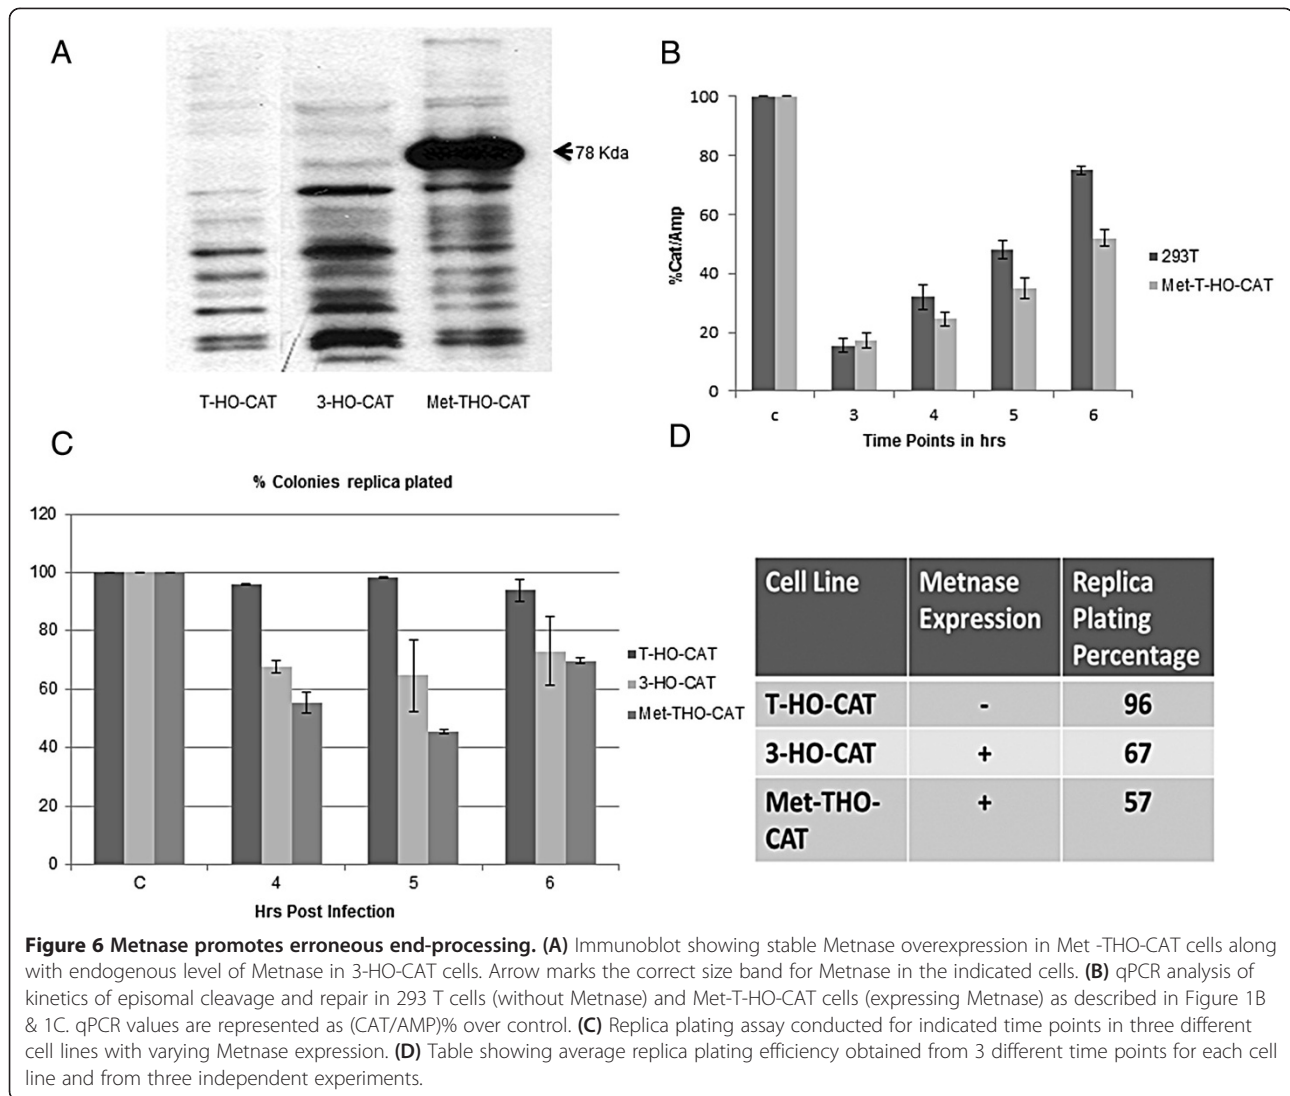 A
78 Kda
T-HO-CAT 3-HO-CAT Met-THO-CAT
B
100
80
60
40
20
0
%Cat/Amp
c 3 4 5 6
Time Points in hrs
293T
Met-T-HO-CAT
C
% Colonies replica plated
120
100
80
60
40
20
0
C 4 5 6
Hrs Post Infection
T-HO-CAT
3-HO-CAT
Met-THO-CAT
D
Cell Line Metnase Expression Replica Plating Percentage
T-HO-CAT - 96
3-HO-CAT + 67
Met-THO-CAT + 57
Figure 6 Metnase promotes erroneous end-processing. (A) Immunoblot showing stable Metnase overexpression in Met -THO-CAT cells along
with endogenous level of Metnase in 3-HO-CAT cells. Arrow marks the correct size band for Metnase in the indicated cells. (B) qPCR analysis of
kinetics of episomal cleavage and repair in 293 T cells (without Metnase) and Met-T-HO-CAT cells (expressing Metnase) as described in Figure 1B
& 1C. qPCR values are represented as (CAT/AMP)% over control. (C) Replica plating assay conducted for indicated time points in three different
cell lines with varying Metnase expression. (D) Table showing average replica plating efficiency obtained from 3 different time points for each cell
line and from three independent experiments.